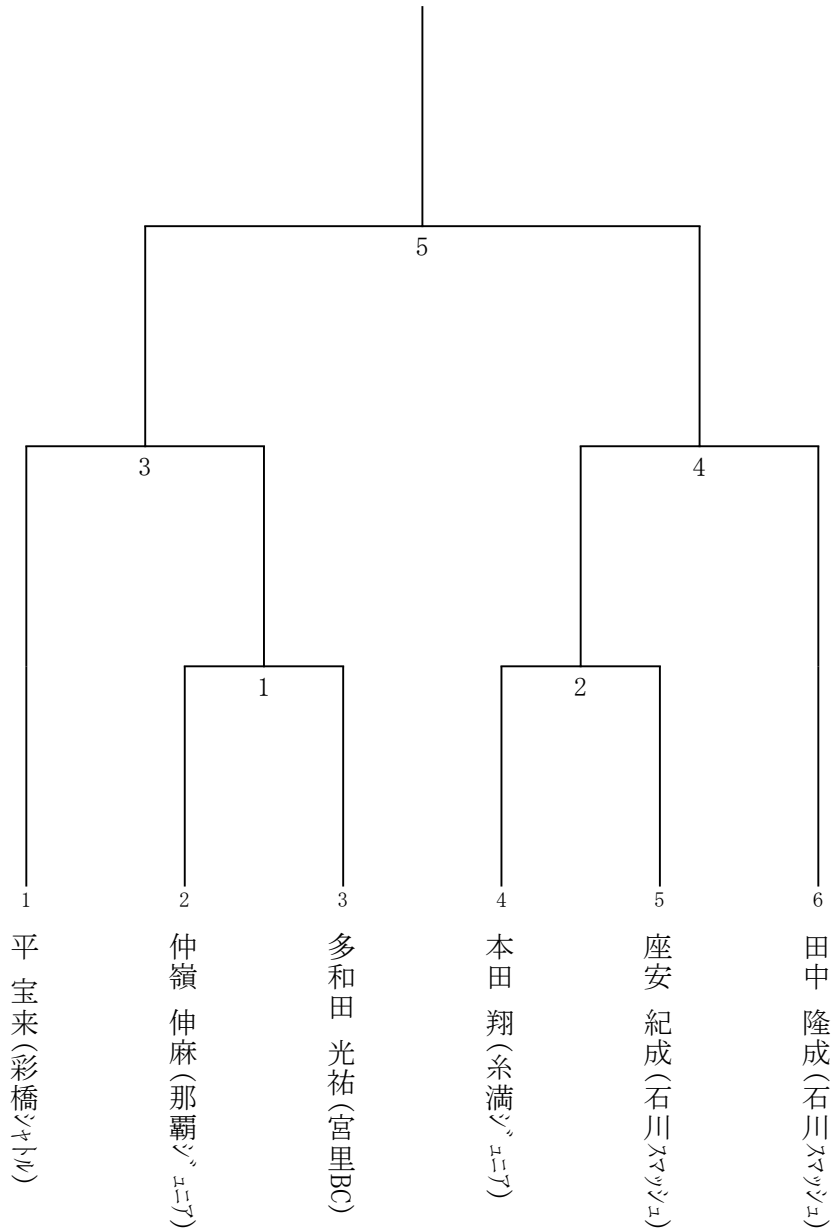 5
3
4
1
2
1
2
3
4
5
6
平 宝来(彩橋ｼｬﾄﾙ)
仲嶺 伸麻(那覇ｼﾞｭﾆｱ)
多和田 光祐(宮里BC)
本田 翔(糸満ｼﾞｭﾆｱ)
座安 紀成(石川ｽﾏｯｼｭ)
田中 隆成(石川ｽﾏｯｼｭ)